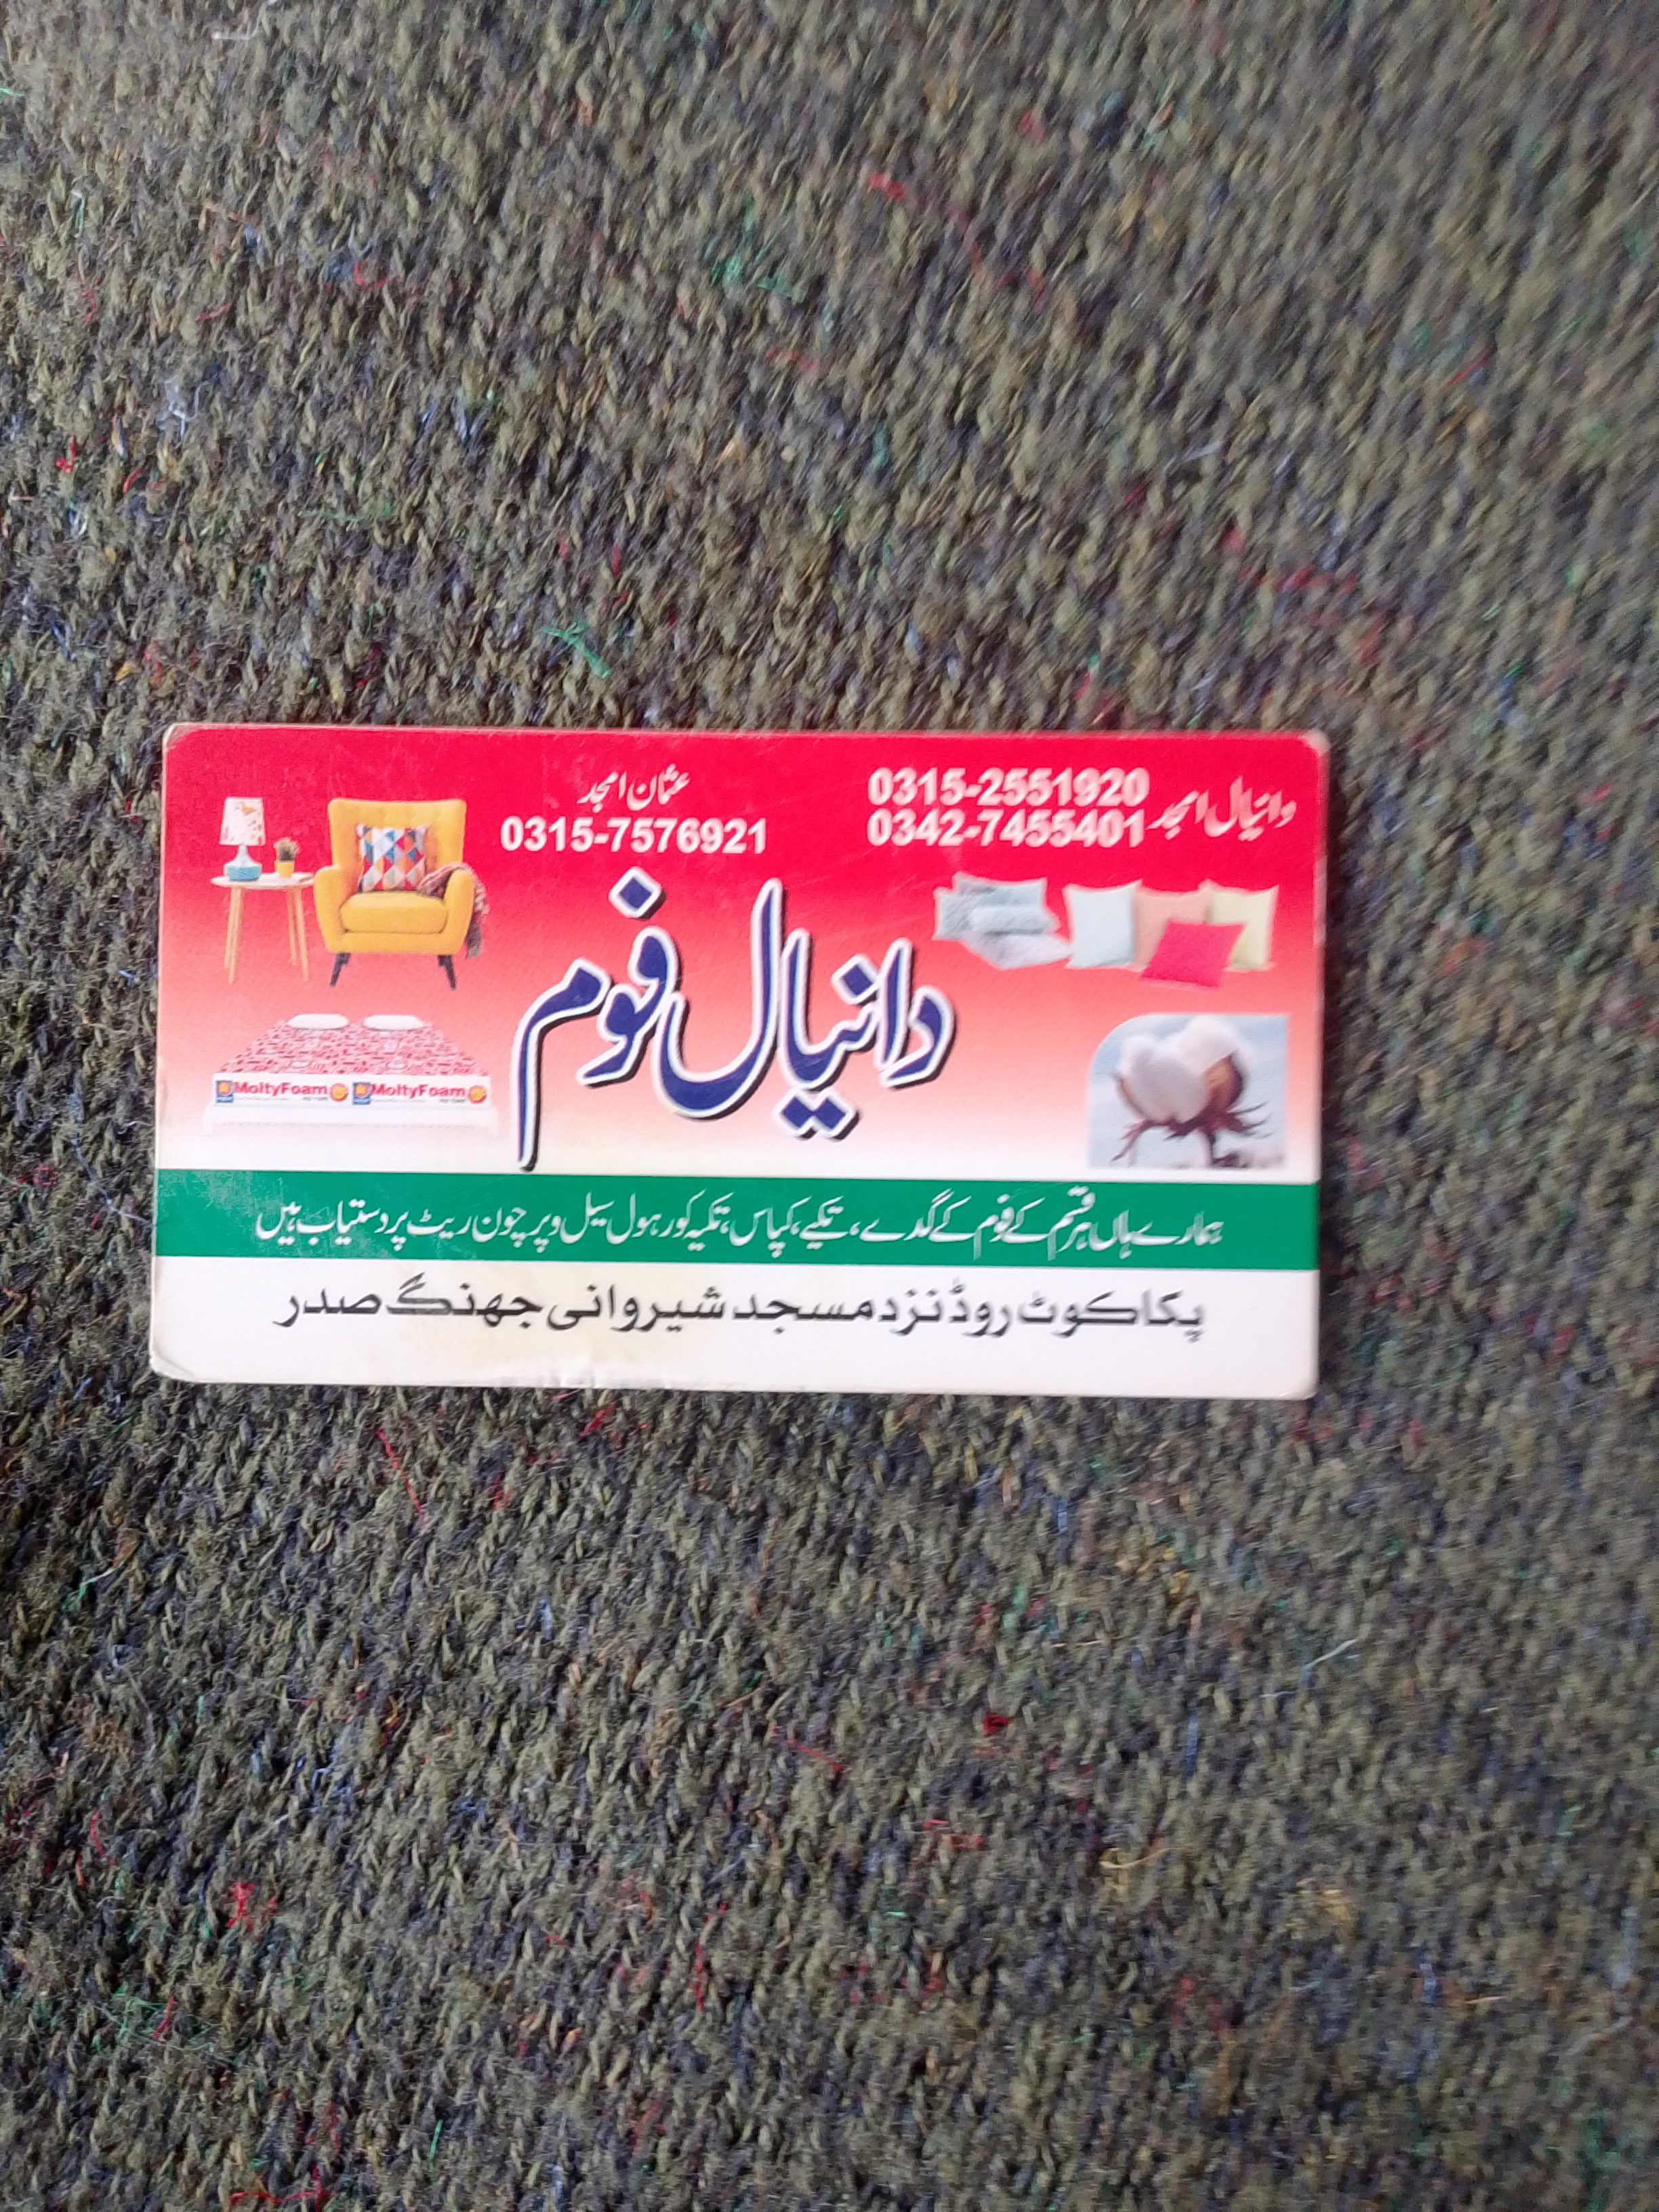 دانیال امجد
0315-2551920
0342-7455401
عثمان امجد
0315-7576921
دانیال فوم
MoltyFoam MoltyFoam
ہمارے ہاں ہر قسم کے فوم کے گدے، تکیے، کپاس، تکیہ کور ہول سیل و پرچون ریٹ پر دستیاب ہیں
پکا کوٹ روڈ نزد مسجد شیروانی جھنگ صدر